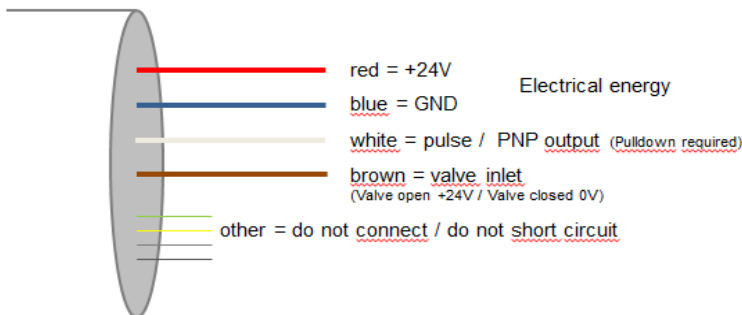 red = +24V
Electrical energy
blue = GND
white = pulse / PNP output (Pulldown required)
brown = valve inlet
(Valve open +24V / Valve closed 0V)
other = do not connect / do not short circuit